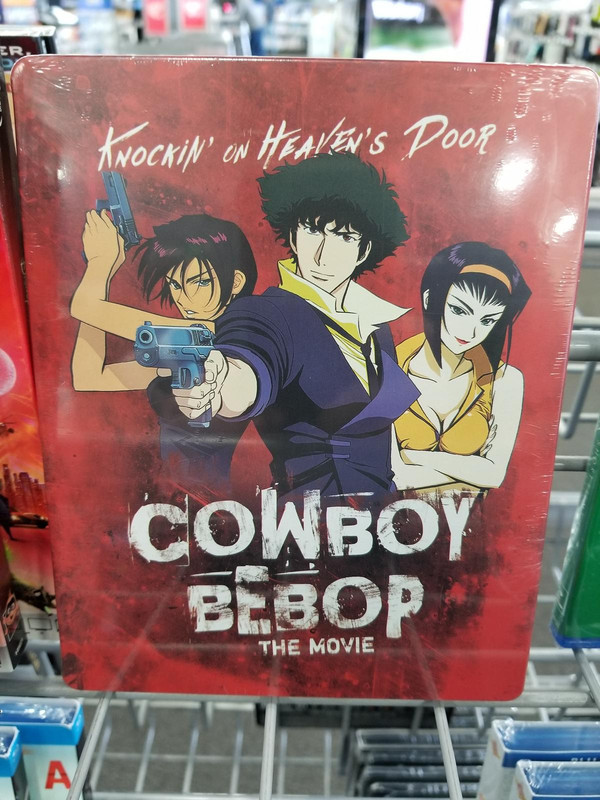 KNOCKIN' ON HEAVEN'S DOOR
COWBOY
BEBOP
THE MOVIE
A